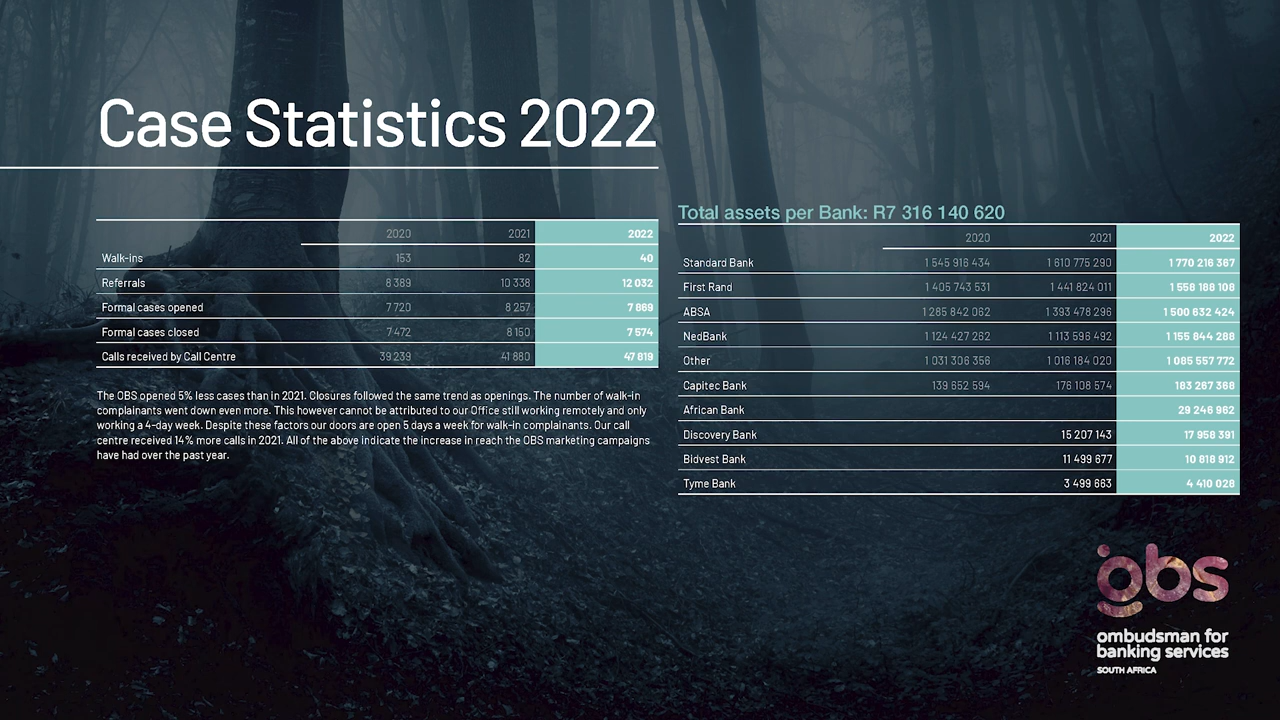 Case Statistics 2022
2020 2021 2022
Walk-ins 153 82 40
Referrals 8 389 10 338 12 032
Formal cases opened 7 720 8 257 7 869
Formal cases closed 7 472 8 150 7 574
Calls received by Call Centre 39 239 41 880 47 819
The OBS opened 5% less cases than in 2021. Closures followed the same trend as openings. The number of walk-in
complainants went down even more. This however cannot be attributed to our Office still working remotely and only
working a 4-day week. Despite these factors our doors are open 5 days a week for walk-in complainants. Our call
centre received 14% more calls in 2021. All of the above indicate the increase in reach the OBS marketing campaigns
have had over the past year.
Total assets per Bank: R7 316 140 620
2020 2021 2022
Standard Bank 1 545 916 434 1 610 775 290 1 770 216 367
First Rand 1 405 743 531 1 441 824 011 1 558 188 108
ABSA 1 285 842 062 1 393 478 296 1 500 632 424
NedBank 1 124 427 262 1 113 596 492 1 155 844 288
Other 1 031 306 356 1 016 184 020 1 085 557 772
Capitec Bank 139 652 594 176 108 574 183 267 368
African Bank 29 246 962
Discovery Bank 15 207 143 17 958 391
Bidvest Bank 11 499 677 10 818 912
Tyme Bank 3 499 663 4 410 028
obs
ombudsman for
banking services
SOUTH AFRICA